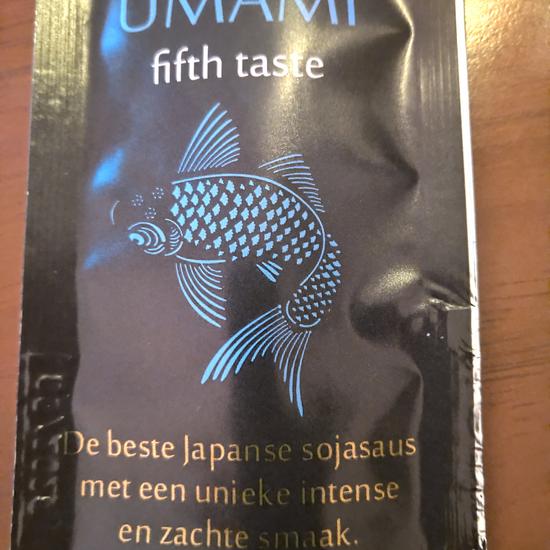 UMAMI
fifth taste
De beste Japanse sojasaus
met een unieke intense
en zachte smaak.